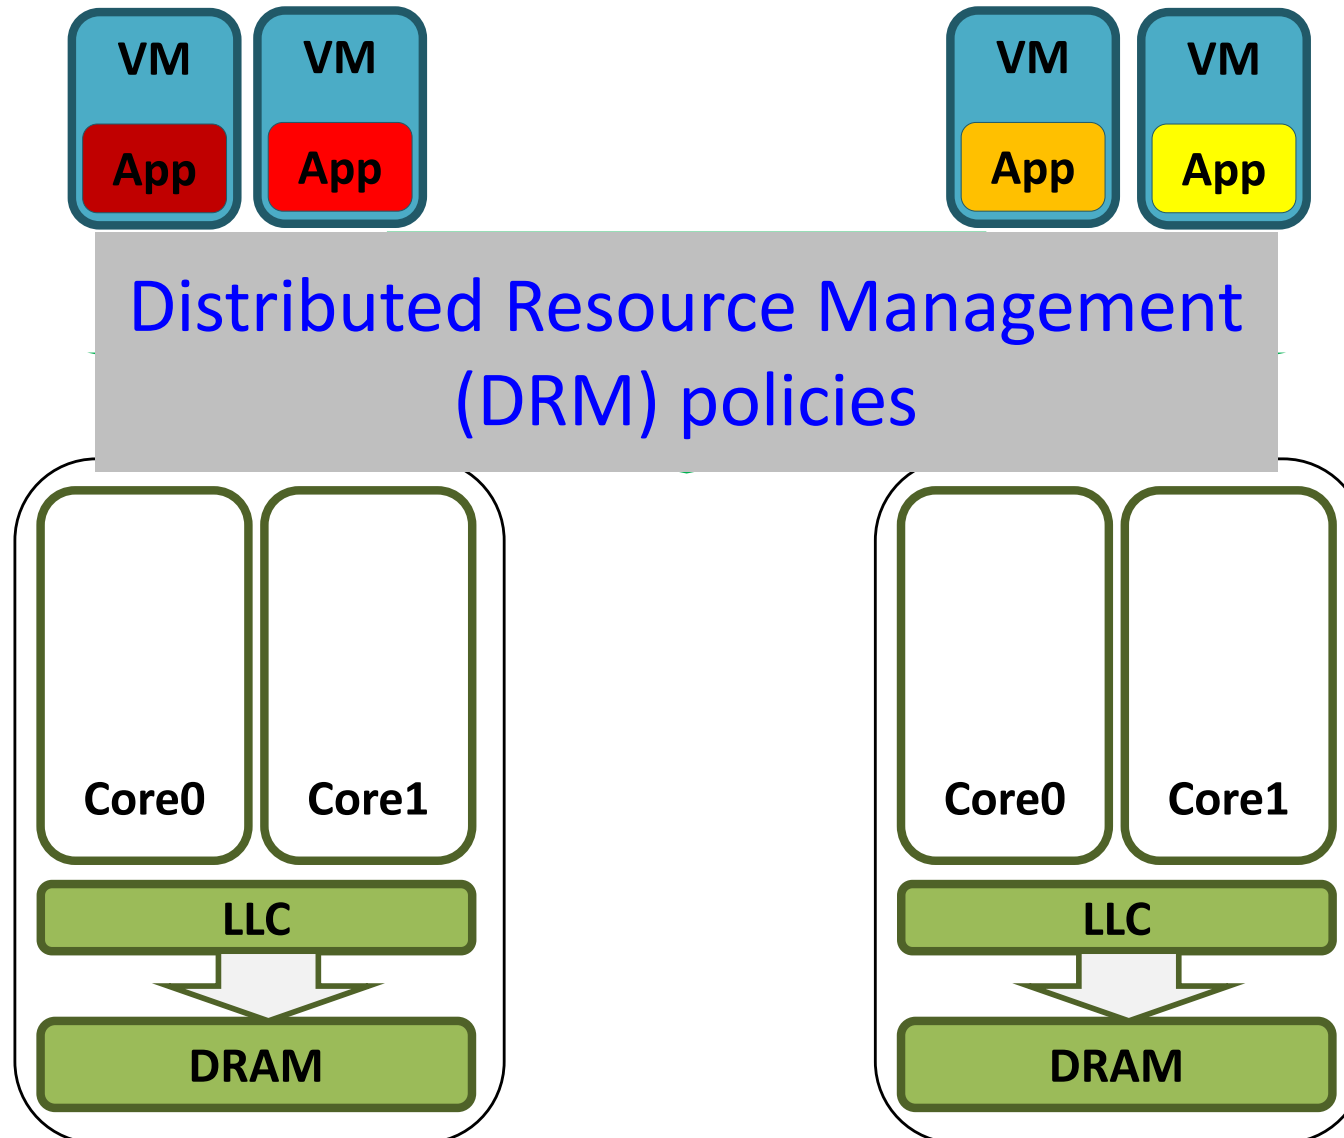 VM VM VM VM
App App App App
Distributed Resource Management
(DRM) policies
Core0 Core1 Core0 Core1
LLC LLC
DRAM DRAM